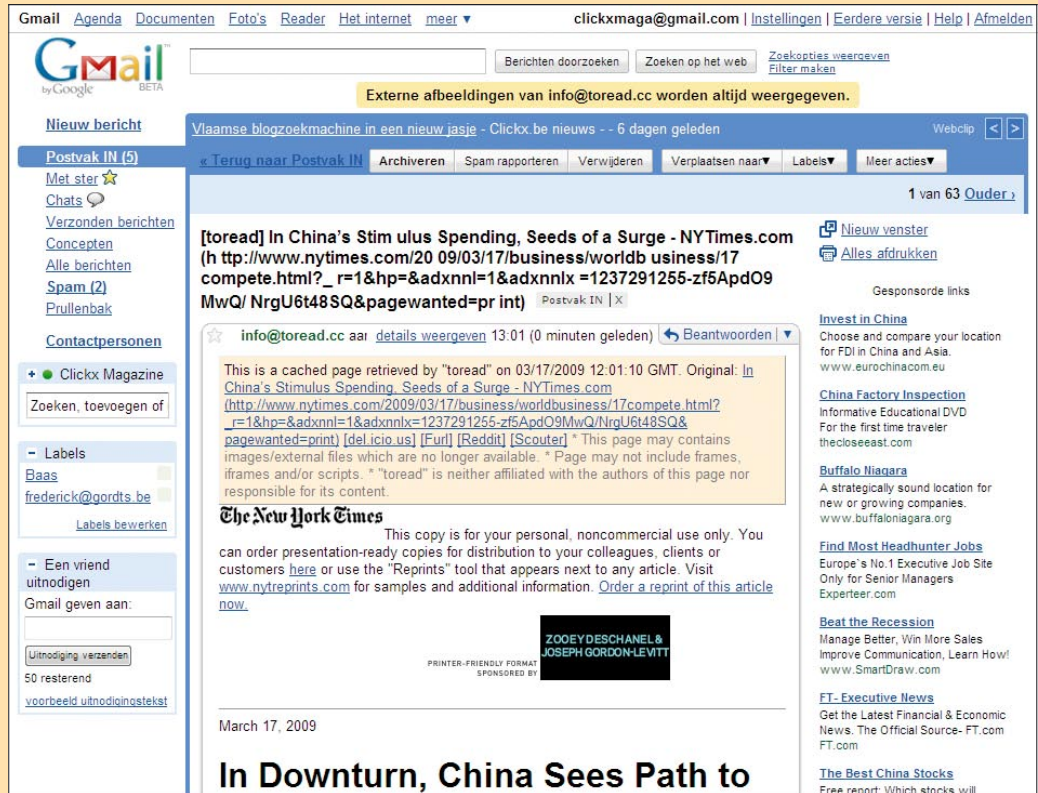 Gmail Agenda Documenten Foto's Reader Het internet meer ▼ clickxmaga@gmail.com | Instellingen | Eerdere versie | Help | Afmelden
Gmail
by Google BETA
Berichten doorzoeken Zoeken op het web Zoekopties weergeven
Filter maken
Externe afbeeldingen van info@toread.cc worden altijd weergegeven.
Nieuw bericht
Postvak IN (5)
Met ster
Chats
Verzonden berichten
Concepten
Alle berichten
Spam (2)
Prullenbak
Contactpersonen
+ Clickx Magazine
Zoeken, toevoegen of
− Labels
Baas
frederick@gordts.be
Labels bewerken
− Een vriend
uitnodigen
Gmail geven aan:
Uitnodiging verzenden
50 resterend
voorbeeld uitnodigingstekst
Vlaamse blogzoekmachine in een nieuw jasje - Clickx.be nieuws - - 6 dagen geleden Webclip < >
« Terug naar Postvak IN Archiveren Spam rapporteren Verwijderen Verplaatsen naar▼ Labels▼ Meer acties▼
1 van 63 Ouder ›
[toread] In China's Stim ulus Spending, Seeds of a Surge - NYTimes.com
(h ttp://www.nytimes.com/20 09/03/17/business/worldb usiness/17
compete.html?_ r=1&hp=&adxnnl=1&adxnnlx =1237291255-zf5ApdO9
MwQ/ NrgU6t48SQ&pagewanted=pr int) Postvak IN | X
info@toread.cc aan details weergeven 13:01 (0 minuten geleden) Beantwoorden | ▼
This is a cached page retrieved by "toread" on 03/17/2009 12:01:10 GMT. Original: In
China's Stimulus Spending, Seeds of a Surge - NYTimes.com
(http://www.nytimes.com/2009/03/17/business/worldbusiness/17compete.html?
_r=1&hp=&adxnnl=1&adxnnlx=1237291255-zf5ApdO9MwQ/NrgU6t48SQ&
pagewanted=print) [del.icio.us] [Furl] [Reddit] [Scouter] * This page may contains
images/external files which are no longer available. * Page may not include frames,
iframes and/or scripts. * "toread" is neither affiliated with the authors of this page nor
responsible for its content.
The New York Times
This copy is for your personal, noncommercial use only. You
can order presentation-ready copies for distribution to your colleagues, clients or
customers here or use the "Reprints" tool that appears next to any article. Visit
www.nytreprints.com for samples and additional information. Order a reprint of this article
now.
PRINTER-FRIENDLY FORMAT
SPONSORED BY
ZOOEY DESCHANEL &
JOSEPH GORDON-LEVITT
March 17, 2009
In Downturn, China Sees Path to
Nieuw venster
Alles afdrukken
Gesponsorde links
Invest in China
Choose and compare your location
for FDI in China and Asia.
www.eurochinacom.eu
China Factory Inspection
Informative Educational DVD
For the first time traveler
thecloseeast.com
Buffalo Niagara
A strategically sound location for
new or growing companies.
www.buffaloniagara.org
Find Most Headhunter Jobs
Europe`s No.1 Executive Job Site
Only for Senior Managers
Experteer.com
Beat the Recession
Manage Better, Win More Sales
Improve Communication, Learn How!
www.SmartDraw.com
FT- Executive News
Get the Latest Financial & Economic
News. The Official Source- FT.com
FT.com
The Best China Stocks
Free report: Which stocks will